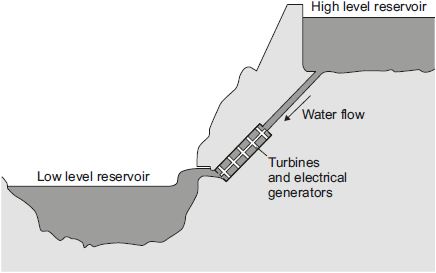 High level reservoir
Water flow
Turbines
and electrical
generators
Low level reservoir